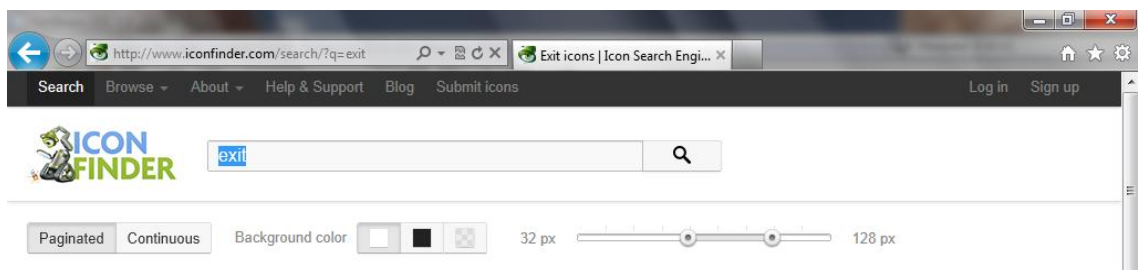 http://www.iconfinder.com/search/?q=exit
Exit icons | Icon Search Engi...
Search Browse About Help & Support Blog Submit icons Log in Sign up
ICON
FINDER
exit
Paginated Continuous Background color 32 px 128 px